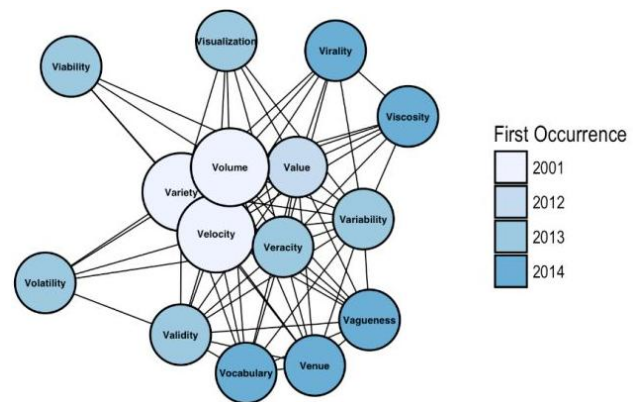 Visualization
Virality
Viability
Viscosity
Volume
Value
Variety
Variability
Velocity
Veracity
Volatility
Vagueness
Validity
Venue
Vocabulary
First Occurrence
2001
2012
2013
2014